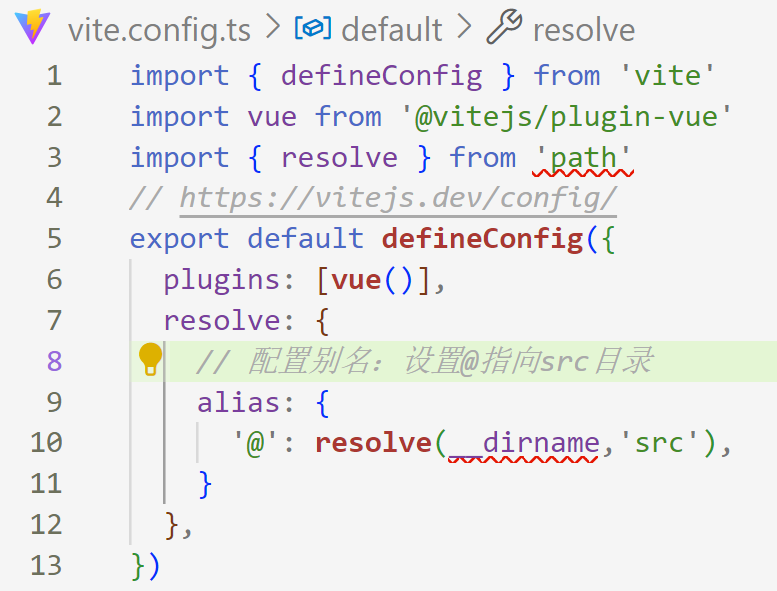 vite.config.ts > default > resolve
1 import { defineConfig } from 'vite'
2 import vue from '@vitejs/plugin-vue'
3 import { resolve } from 'path'
4 // https://vitejs.dev/config/
5 export default defineConfig({
6   plugins: [vue()],
7   resolve: {
8     // 配置别名：设置@指向src目录
9     alias: {
10       '@': resolve(__dirname,'src'),
11     }
12   },
13 })